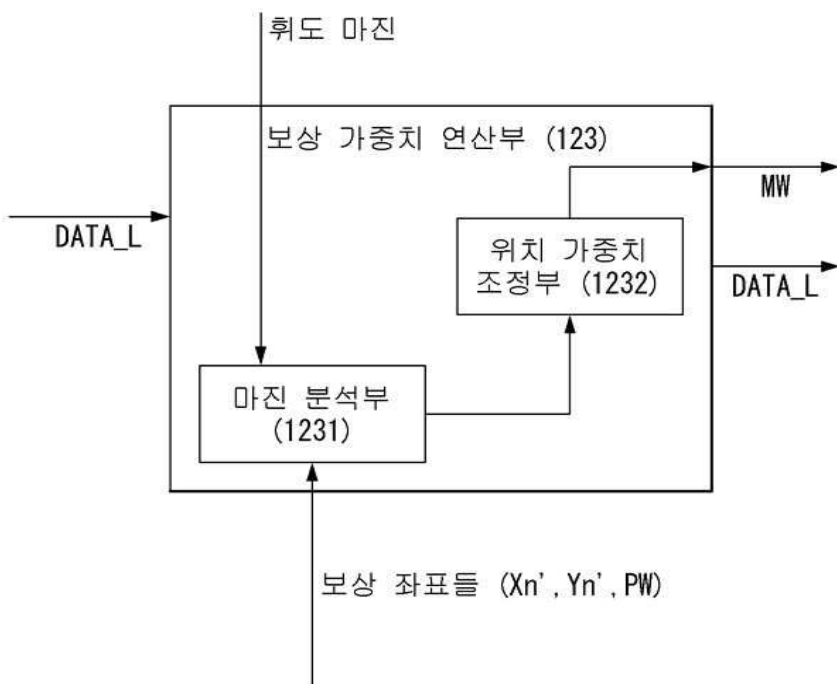 휘도 마진
보상 가중치 연산부 (123)
MW
DATA_L
위치 가중치
조정부 (1232)
DATA_L
마진 분석부
(1231)
보상 좌표들 (Xn',Yn',PW)